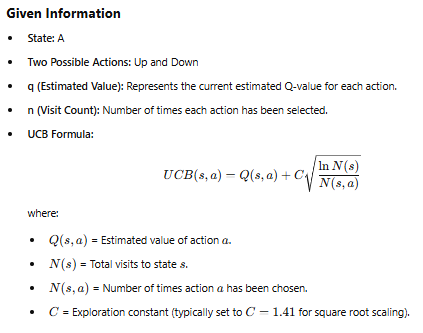 Given Information
• State: A
• Two Possible Actions: Up and Down
• q (Estimated Value): Represents the current estimated Q-value for each action.
• n (Visit Count): Number of times each action has been selected.
• UCB Formula:
UCB(s, a) = Q(s, a) + C√(ln N(s) / N(s, a))
where:
• Q(s, a) = Estimated value of action a.
• N(s) = Total visits to state s.
• N(s, a) = Number of times action a has been chosen.
• C = Exploration constant (typically set to C = 1.41 for square root scaling).